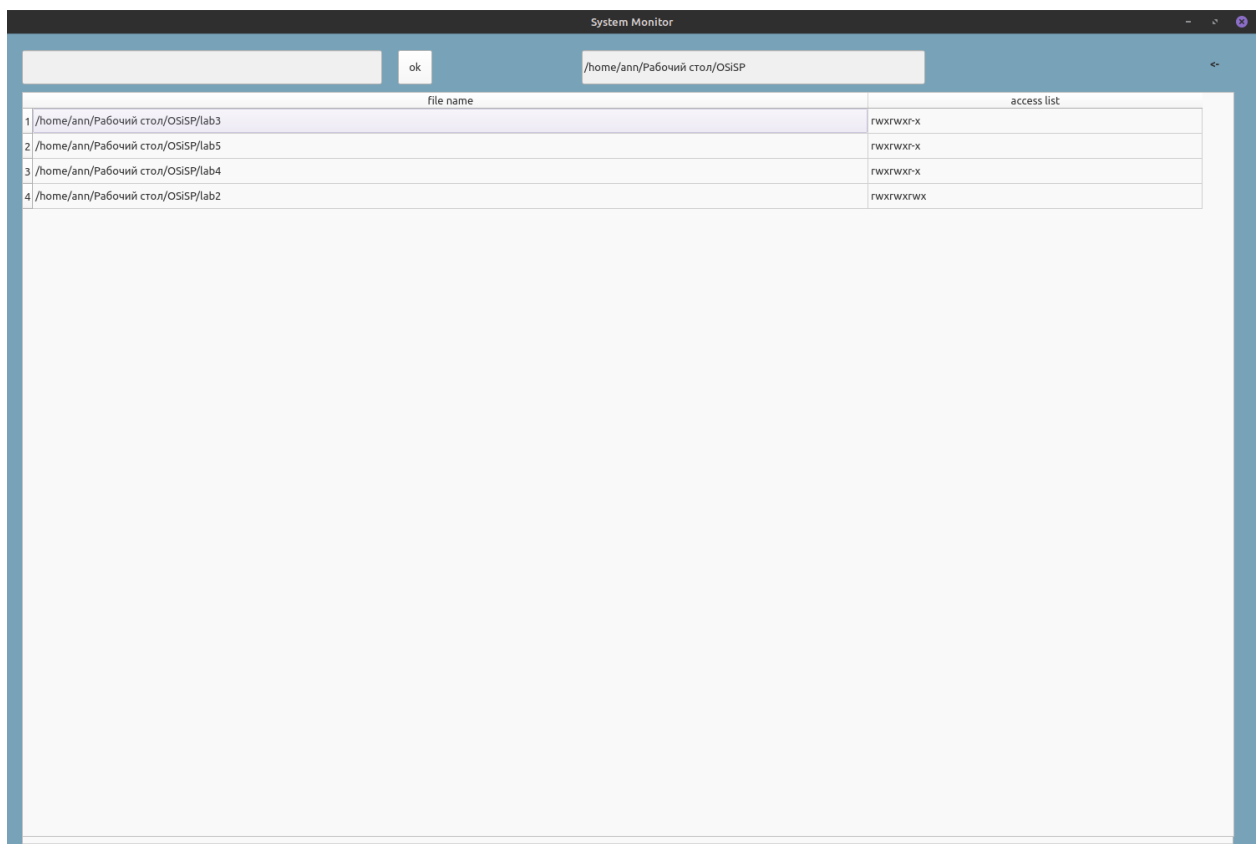 System Monitor
ok /home/ann/Рабочий стол/OSiSP <-
file name access list
1 /home/ann/Рабочий стол/OSiSP/lab3 rwxrwxr-x
2 /home/ann/Рабочий стол/OSiSP/lab5 rwxrwxr-x
3 /home/ann/Рабочий стол/OSiSP/lab4 rwxrwxr-x
4 /home/ann/Рабочий стол/OSiSP/lab2 rwxrwxrwx